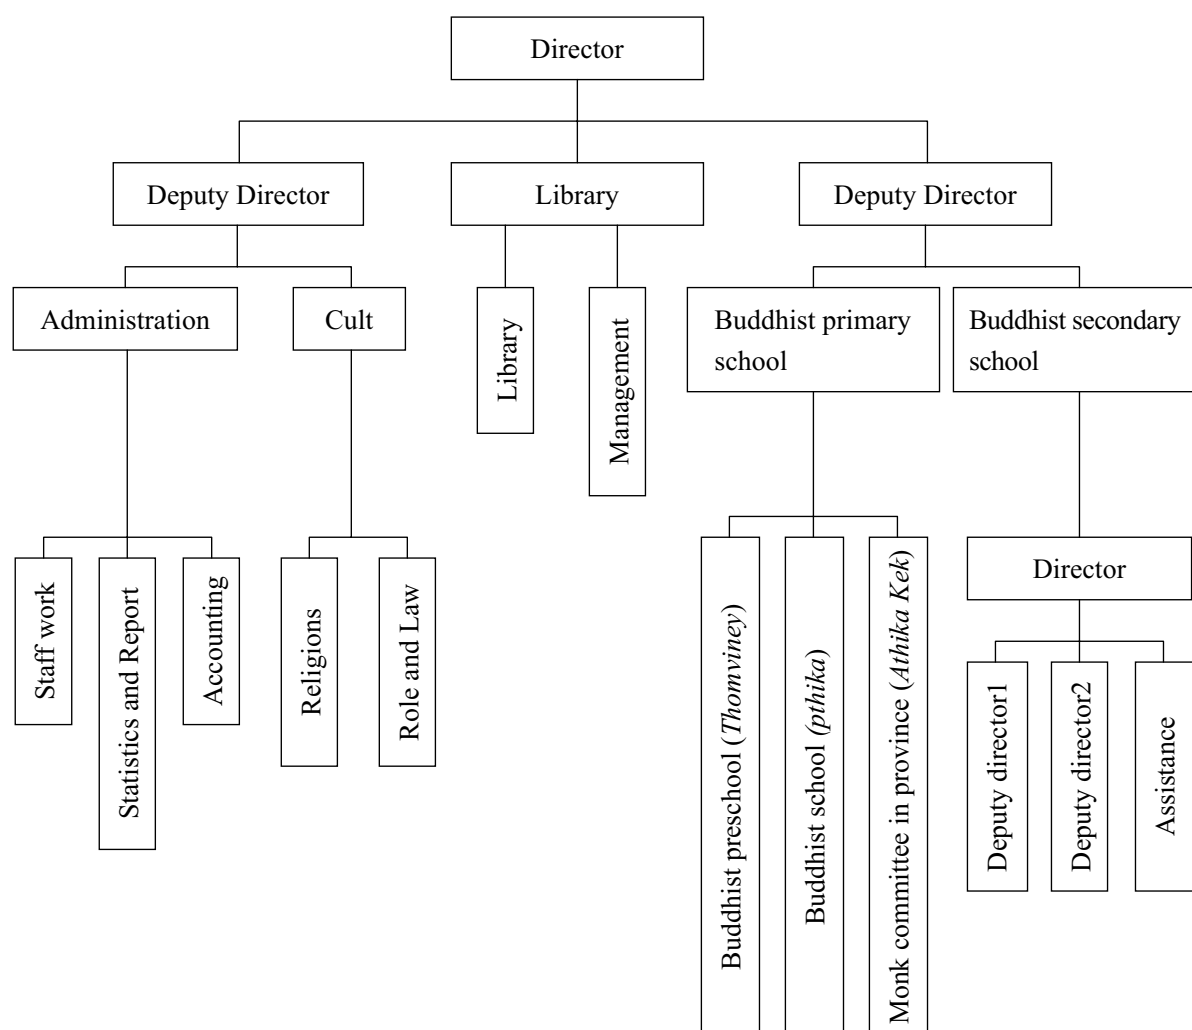 Director
Deputy Director
Library
Deputy Director
Administration
Cult
Library
Management
Buddhist primary
school
Buddhist secondary
school
Staff work
Statistics and Report
Accounting
Religions
Role and Law
Buddhist preschool (Thomviney)
Buddhist school (pthika)
Monk committee in province (Athika Kek)
Director
Deputy director1
Deputy director2
Assistance